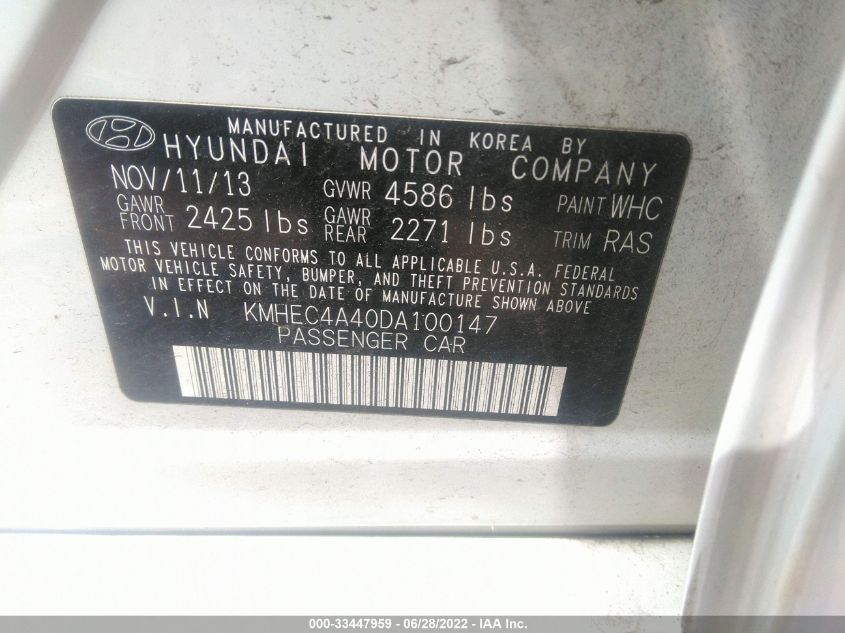 MANUFACTURED IN KOREA BY
HYUNDAI MOTOR COMPANY
NOV/11/13 GVWR 4586 lbs PAINT WHC
GAWR FRONT 2425 lbs GAWR REAR 2271 lbs TRIM RAS
THIS VEHICLE CONFORMS TO ALL APPLICABLE U.S.A. FEDERAL
MOTOR VEHICLE SAFETY, BUMPER, AND THEFT PREVENTION STANDARDS
IN EFFECT ON THE DATE OF MANUFACTURE SHOWN ABOVE
V.I.N KMHEC4A40DA100147
PASSENGER CAR
000-33447959 - 06/28/2022 - IAA Inc.